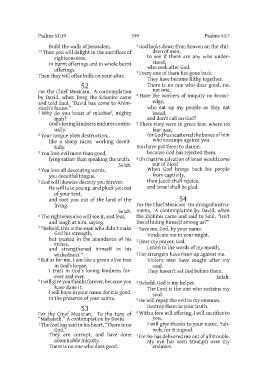 Psalms 51:19
599
Psalms 54:7
Build the walls of Jerusalem.
19 Then you will delight in the sacrifices of
righteousness,
in burnt offerings and in whole burnt
offerings.
Then they will offer bulls on your altar.
52
For the Chief Musician. A contemplation
by David, when Doeg the Edomite came
and told Saul, "David has come to Ahim-
elech's house."
1 Why do you boast of mischief, mighty
man?
God's loving kindness endures contin-
ually.
2 Your tongue plots destruction,
like a sharp razor, working deceit-
fully.
3 You love evil more than good,
lying rather than speaking the truth.
Selah.
4 You love all devouring words,
you deceitful tongue.
5 God will likewise destroy you forever.
He will take you up, and pluck you out
of your tent,
and root you out of the land of the
living.
Selah.
6 The righteous also will see it, and fear,
and laugh at him, saying,
7 "Behold, this is the man who didn't make
God his strength,
but trusted in the abundance of his
riches,
and strengthened himself in his
wickedness."
8 But as for me, I am like a green olive tree
in God's house.
I trust in God's loving kindness for-
ever and ever.
9 I will give you thanks forever, because you
have done it.
I will hope in your name, for it is good,
in the presence of your saints.
53
For the Chief Musician. To the tune of
"Mahalath." A contemplation by David.
1 The fool has said in his heart, "There is no
God."
They are corrupt, and have done
abominable iniquity.
There is no one who does good.
2 God looks down from heaven on the chil-
dren of men,
to see if there are any who under-
stood,
who seek after God.
3 Every one of them has gone back.
They have become filthy together.
There is no one who does good, no,
not one.
4 Have the workers of iniquity no knowl-
edge,
who eat up my people as they eat
bread,
and don't call on God?
5 There they were in great fear, where no
fear was,
for God has scattered the bones of him
who encamps against you.
You have put them to shame,
because God has rejected them.
6 Oh that the salvation of Israel would come
out of Zion!
When God brings back his people
from captivity,
then Jacob shall rejoice,
and Israel shall be glad.
54
For the Chief Musician. On stringed instru-
ments. A contemplation by David, when
the Ziphites came and said to Saul, "Isn't
David hiding himself among us?"
1 Save me, God, by your name.
Vindicate me in your might.
2 Hear my prayer, God.
Listen to the words of my mouth.
3 For strangers have risen up against me.
Violent men have sought after my
soul.
They haven't set God before them.
Selah.
4 Behold, God is my helper.
The Lord is the one who sustains my
soul.
5 He will repay the evil to my enemies.
Destroy them in your truth.
6 With a free will offering, I will sacrifice to
you.
I will give thanks to your name, Yah-
weh, for it is good.
7 For he has delivered me out of all trouble.
My eye has seen triumph over my
enemies.